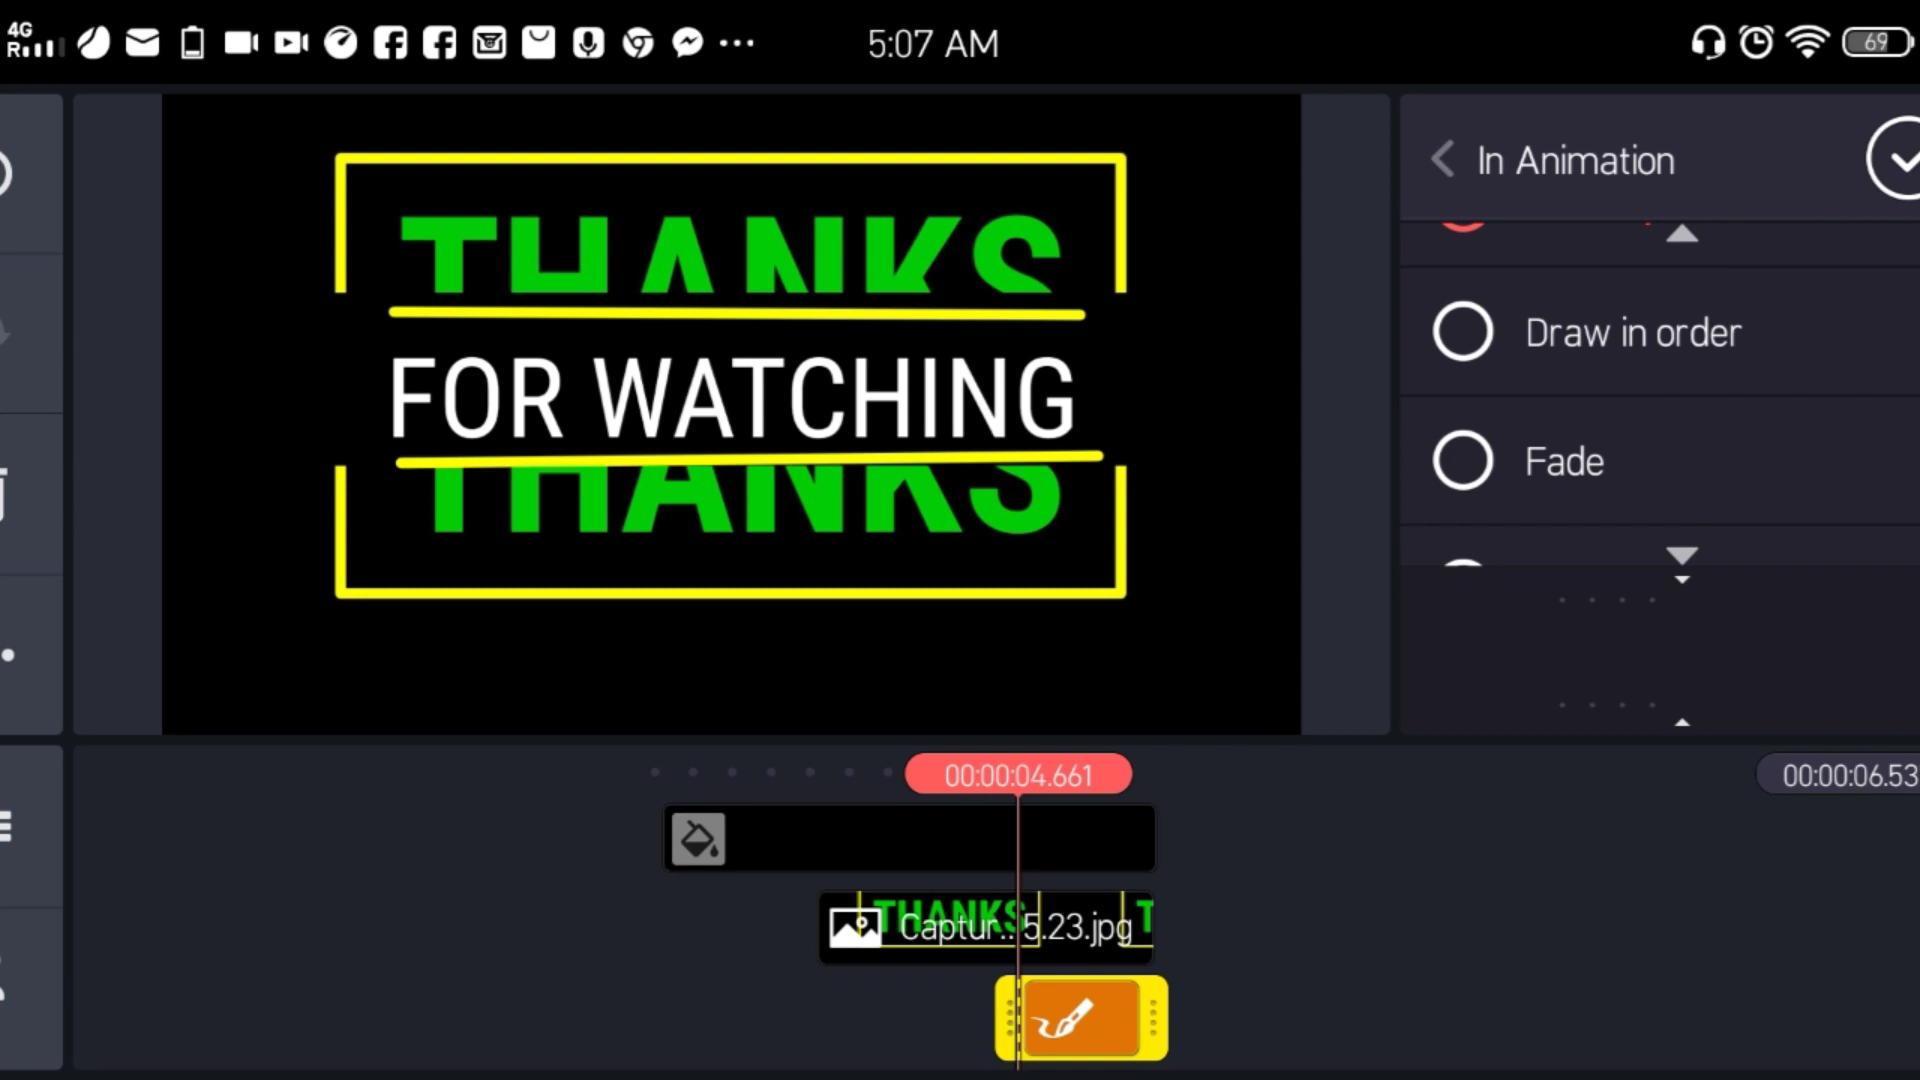 4G
R
5:07 AM
69
In Animation
THANKS
Draw in order
FOR WATCHING
Fade
THANKS
00:00:04.661
00:00:06.53
THANKS T
Captur.. 5.23.jpg